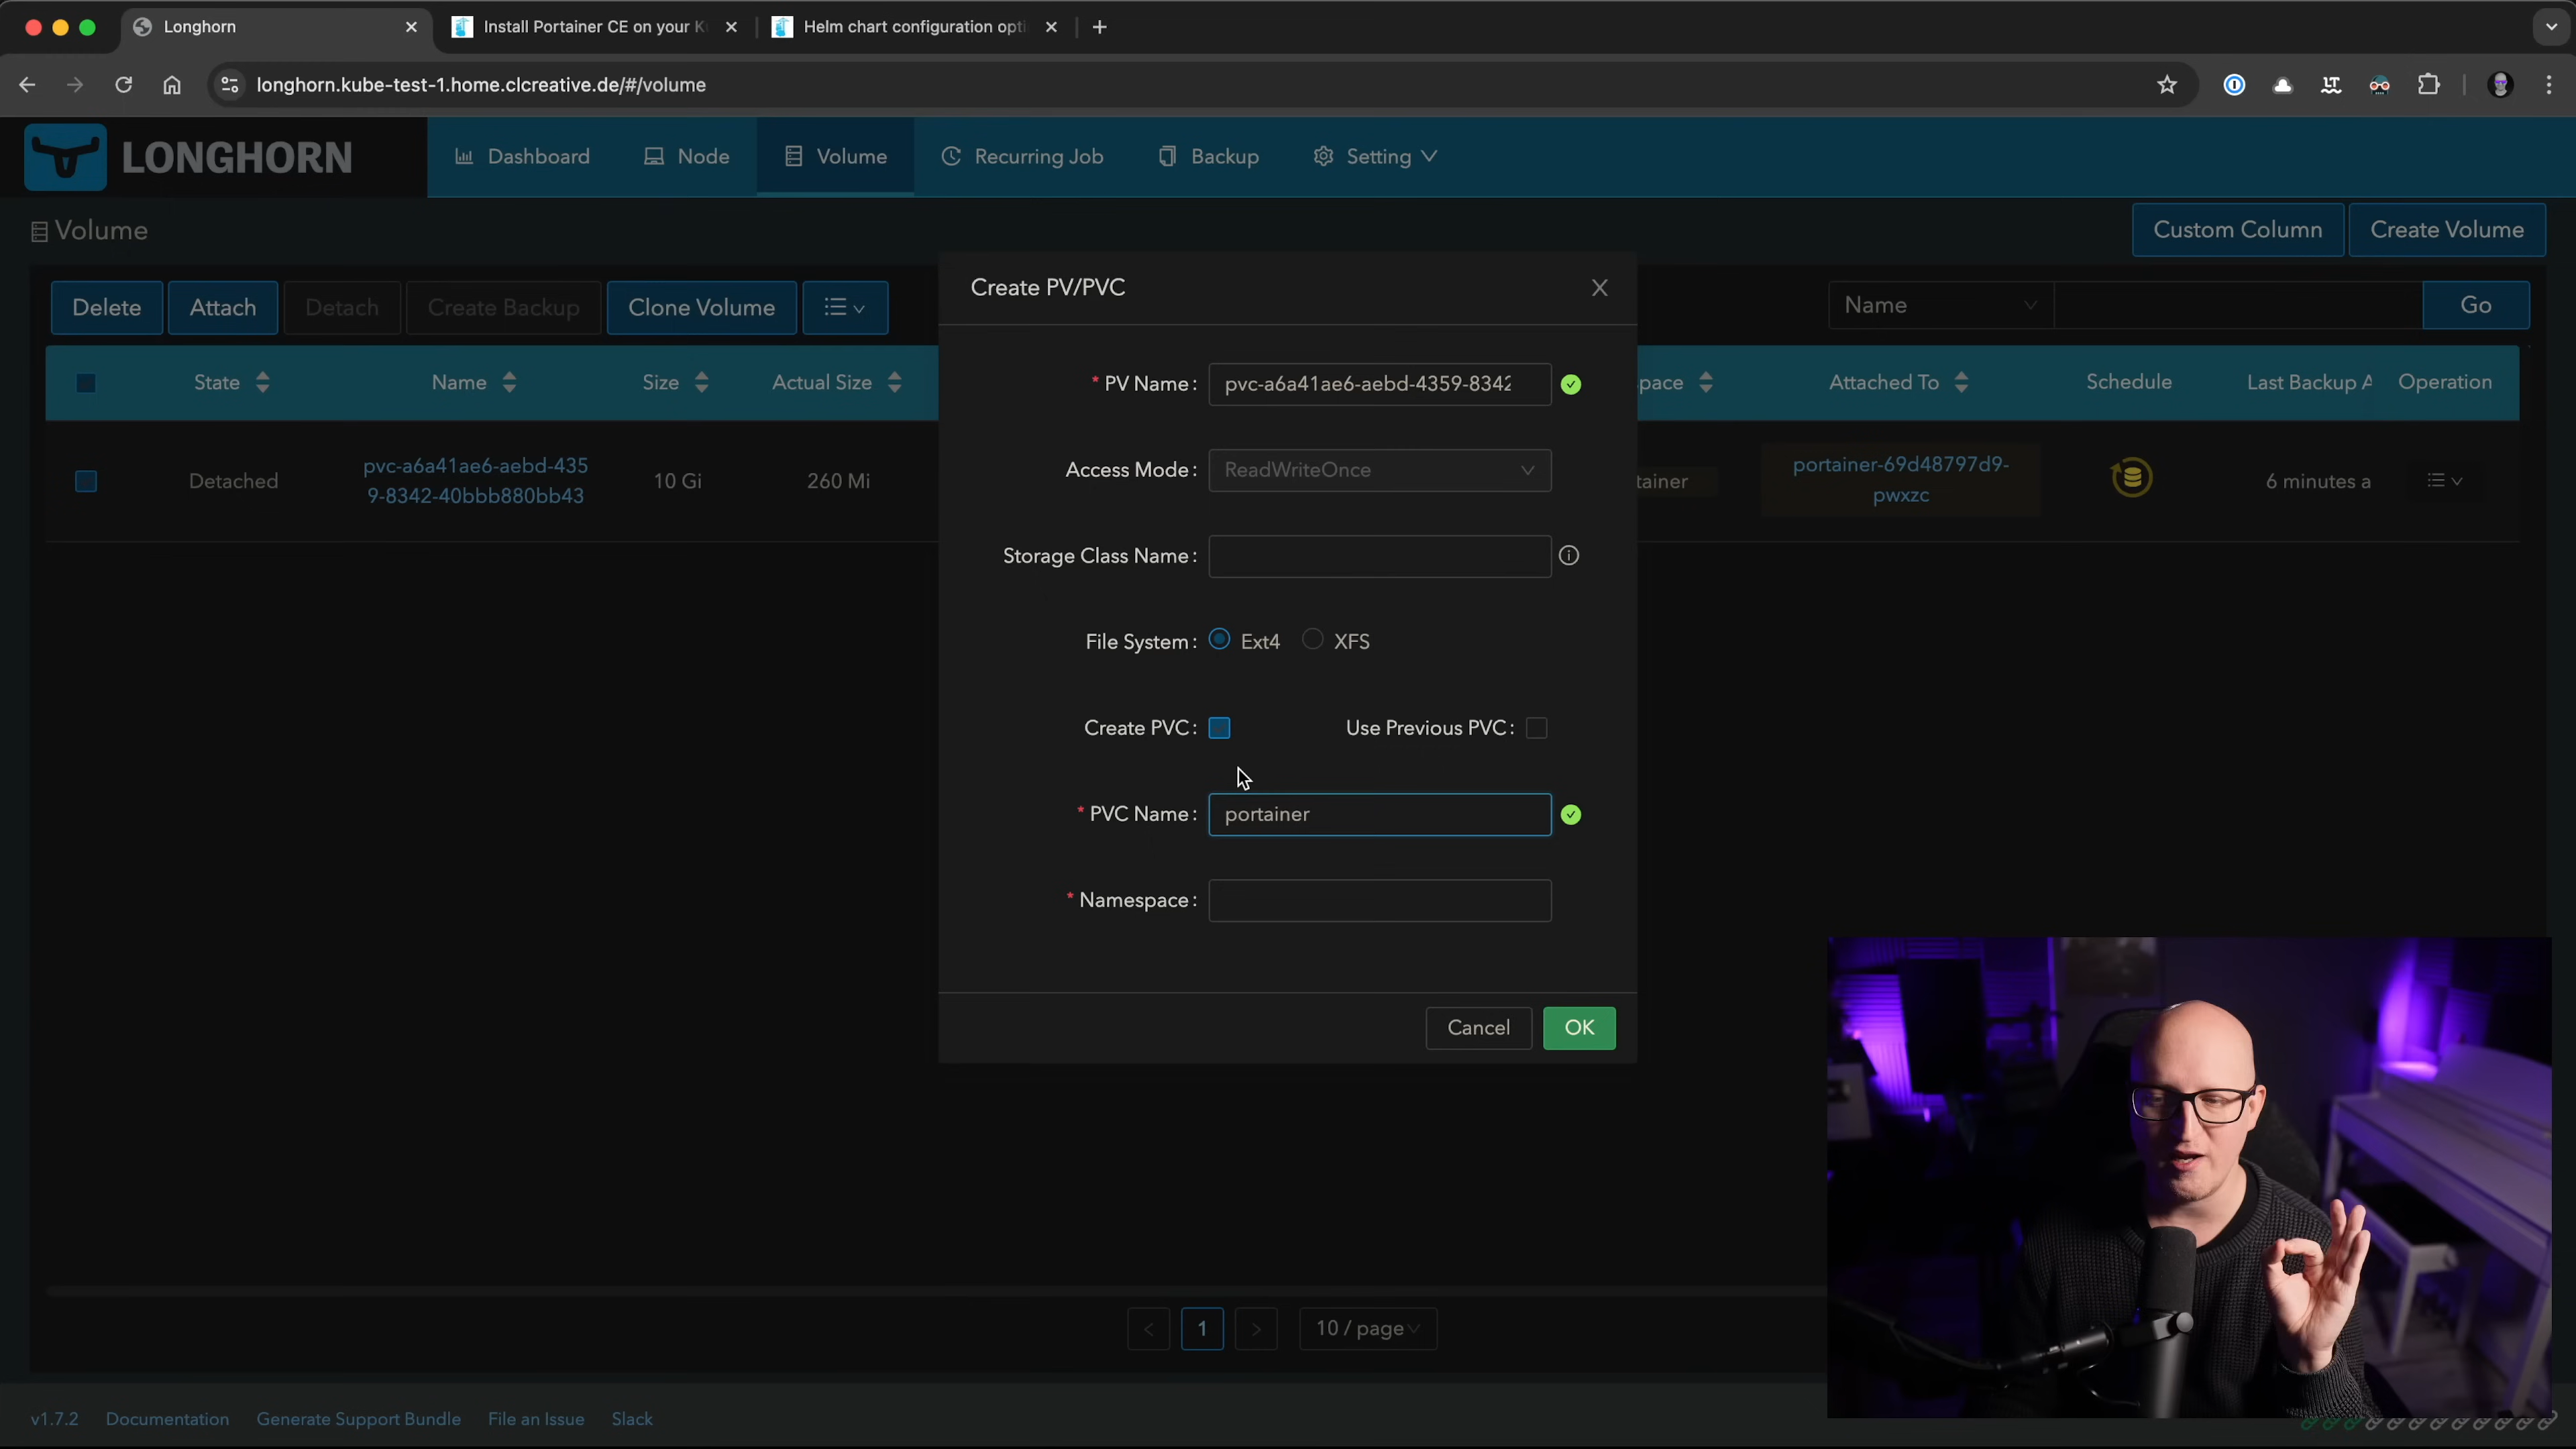 Longhorn
Install Portainer CE on your K
Helm chart configuration opti
longhorn.kube-test-1.home.clcreative.de/#/volume
LONGHORN
Dashboard
Node
Volume
Recurring Job
Backup
Setting
Volume
Custom Column
Create Volume
Delete
Attach
Detach
Create Backup
Clone Volume
Name
Go
State
Name
Size
Actual Size
pace
Attached To
Schedule
Last Backup A
Operation
Detached
pvc-a6a41ae6-aebd-435
9-8342-40bbb880bb43
10 Gi
260 Mi
tainer
portainer-69d48797d9-
pwxzc
6 minutes a
Create PV/PVC
* PV Name: pvc-a6a41ae6-aebd-4359-8342
Access Mode: ReadWriteOnce
Storage Class Name:
File System: Ext4 XFS
Create PVC: Use Previous PVC:
* PVC Name: portainer
* Namespace:
Cancel
OK
< 1 > 10 / page
v1.7.2
Documentation
Generate Support Bundle
File an Issue
Slack